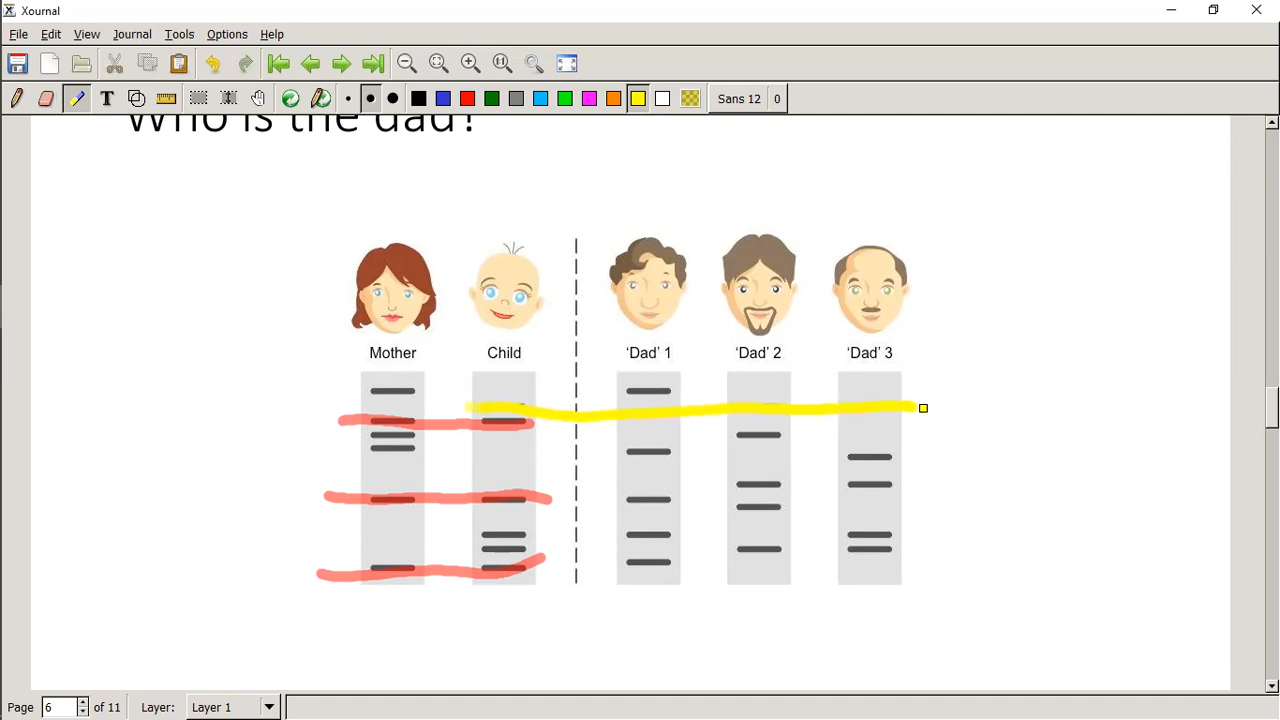 Xournal
File Edit View Journal Tools Options Help
T Sans 12 0
Who is the dad?
Mother Child ‘Dad’ 1 ‘Dad’ 2 ‘Dad’ 3
Page 6 of 11 Layer: Layer 1